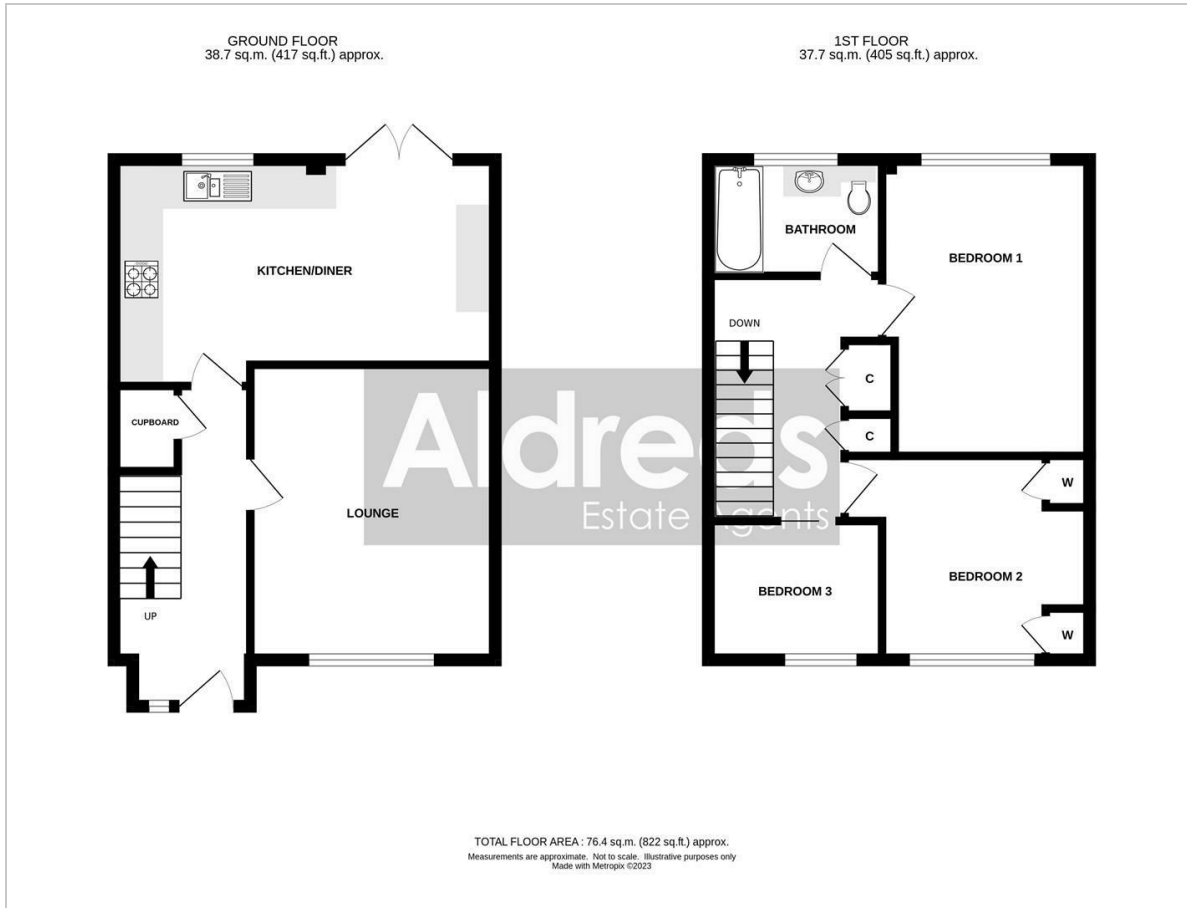 GROUND FLOOR
38.7 sq.m. (417 sq.ft.) approx.
1ST FLOOR
37.7 sq.m. (405 sq.ft.) approx.
KITCHEN/DINER
CUPBOARD
LOUNGE
UP
BATHROOM
BEDROOM 1
DOWN
C
C
W
BEDROOM 2
BEDROOM 3
W
Aldreds
Estate Agents
TOTAL FLOOR AREA : 76.4 sq.m. (822 sq.ft.) approx.
Measurements are approximate. Not to scale. Illustrative purposes only
Made with Metropix ©2023